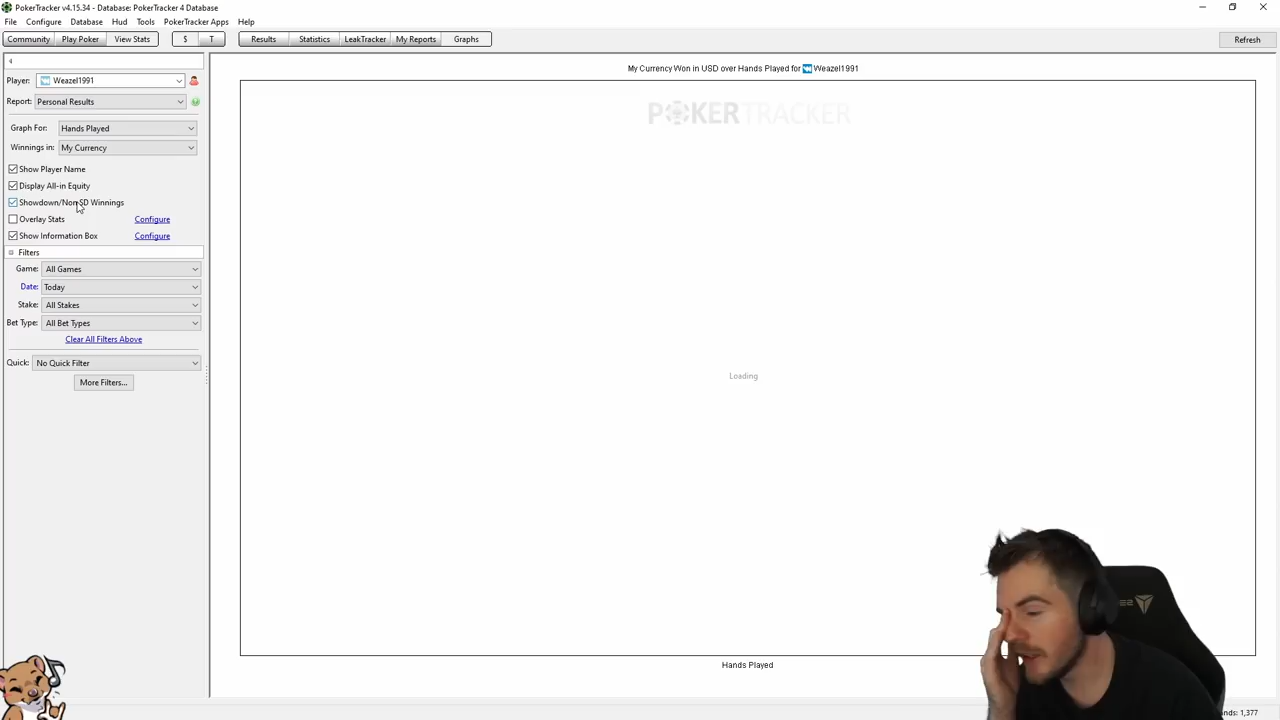 PokerTracker v4.15.34 - Database: PokerTracker 4 Database
File Configure Database Hud Tools PokerTracker Apps Help
Community Play Poker View Stats $ T Results Statistics LeakTracker My Reports Graphs Refresh
Player: Weazel1991
Report: Personal Results
Graph For: Hands Played
Winnings in: My Currency
Show Player Name
Display All-in Equity
Showdown/Non SD Winnings
Overlay Stats Configure
Show Information Box Configure
Filters
Game: All Games
Date: Today
Stake: All Stakes
Bet Type: All Bet Types
Clear All Filters Above
Quick: No Quick Filter
More Filters...
My Currency Won in USD over Hands Played for Weazel1991
POKERTRACKER
Loading
Hands Played
1,377